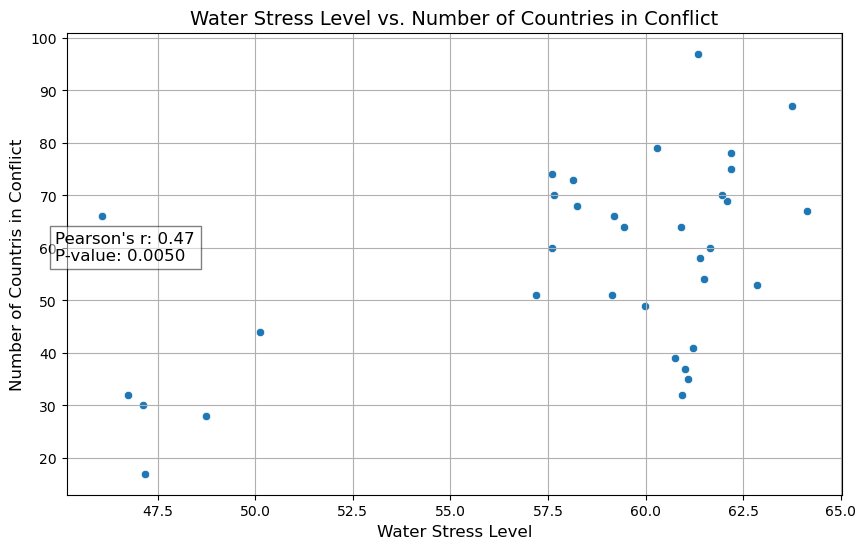 Water Stress Level vs. Number of Countries in Conflict
100
90
80
70
60
50
40
30
20
Number of Countris in Conflict
Pearson's r: 0.47
P-value: 0.0050
47.5 50.0 52.5 55.0 57.5 60.0 62.5 65.0
Water Stress Level